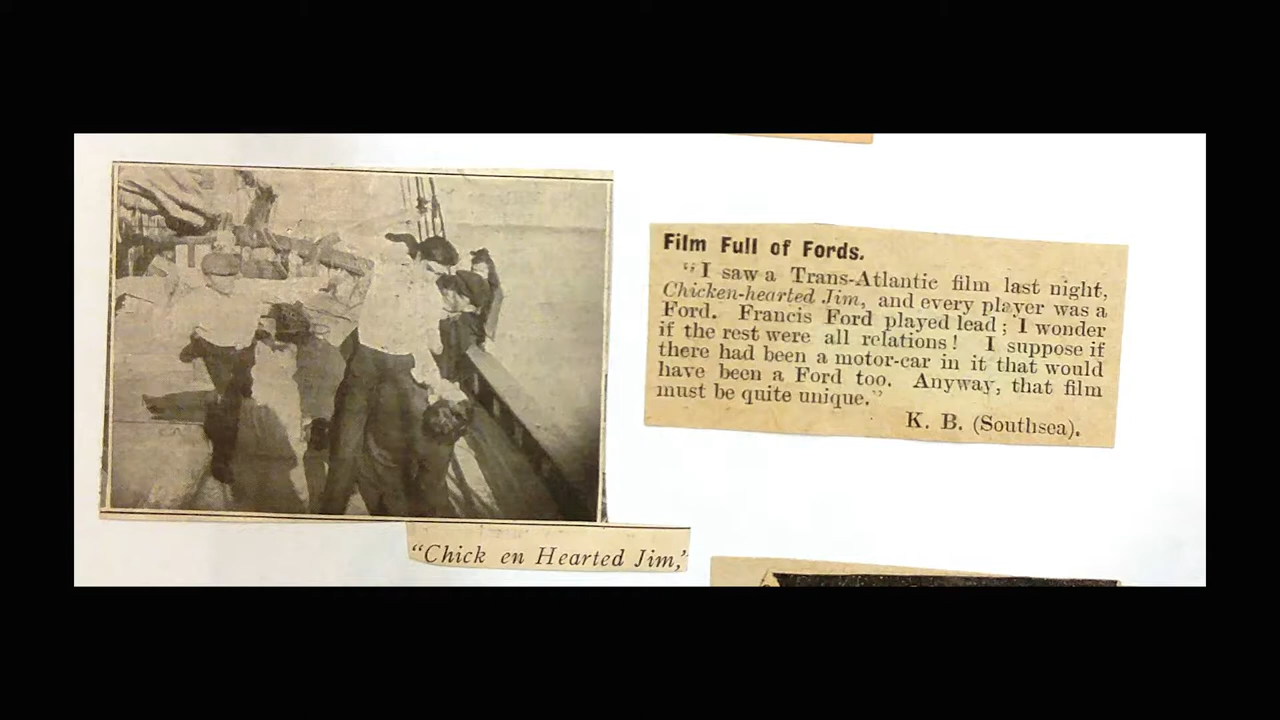 Film Full of Fords.
"I saw a Trans-Atlantic film last night,
Chicken-hearted Jim, and every player was a
Ford. Francis Ford played lead; I wonder
if the rest were all relations! I suppose if
there had been a motor-car in it that would
have been a Ford too. Anyway, that film
must be quite unique."
K. B. (Southsea).
"Chick en Hearted Jim,'